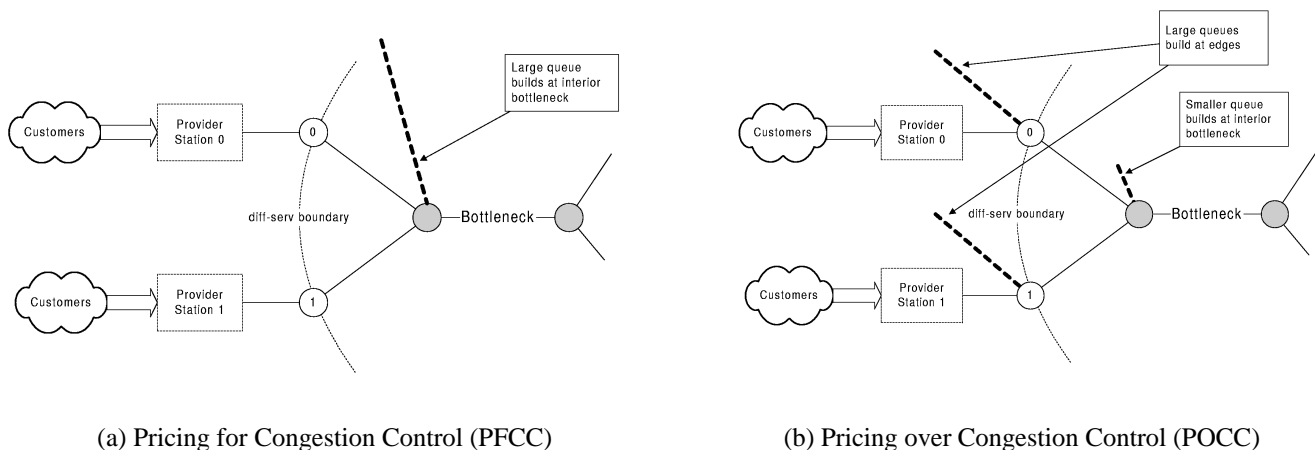 Large queue
builds at interior
bottleneck
Customers
Provider
Station 0
0
diff-serv boundary
Bottleneck
Customers
Provider
Station 1
1
(a) Pricing for Congestion Control (PFCC)
Large queues
build at edges
Smaller queue
builds at interior
bottleneck
Customers
Provider
Station 0
0
diff-serv boundary
Bottleneck
Customers
Provider
Station 1
1
(b) Pricing over Congestion Control (POCC)